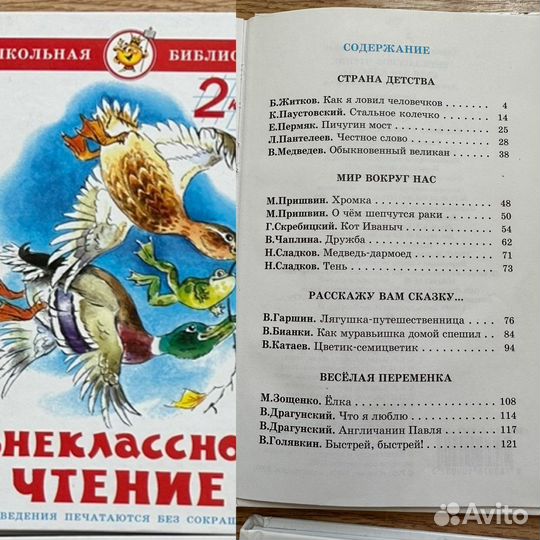 ШКОЛЬНАЯ БИБЛИО
2 к
ВНЕКЛАССНО
ЧТЕНИЕ
ВЕДЕНИЯ ПЕЧАТАЮТСЯ БЕЗ СОКРАЩ
СОДЕРЖАНИЕ
СТРАНА ДЕТСТВА
Б.Житков. Как я ловил человечков . . . . . . . 4
К.Паустовский. Стальное колечко . . . . . . . 14
Е.Пермяк. Пичугин мост . . . . . . . 25
Л.Пантелеев. Честное слово . . . . . . . 28
В.Медведев. Обыкновенный великан . . . . . . . 38
МИР ВОКРУГ НАС
М.Пришвин. Хромка . . . . . . . 48
М.Пришвин. О чём шепчутся раки . . . . . . . 50
Г.Скребицкий. Кот Иваныч . . . . . . . 54
В.Чаплина. Дружба . . . . . . . 62
Н.Сладков. Медведь-дармоед . . . . . . . 71
Н.Сладков. Тень . . . . . . . 73
РАССКАЖУ ВАМ СКАЗКУ...
В.Гаршин. Лягушка-путешественница . . . . . . . 76
В.Бианки. Как муравьишка домой спешил . . . 84
В.Катаев. Цветик-семицветик . . . . . . . 94
ВЕСЁЛАЯ ПЕРЕМЕНКА
М.Зощенко. Ёлка . . . . . . . 108
В.Драгунский. Что я люблю . . . . . . . 114
В.Драгунский. Англичанин Павля . . . . . . . 117
В.Голявкин. Быстрей, быстрей! . . . . . . . 121
Avito